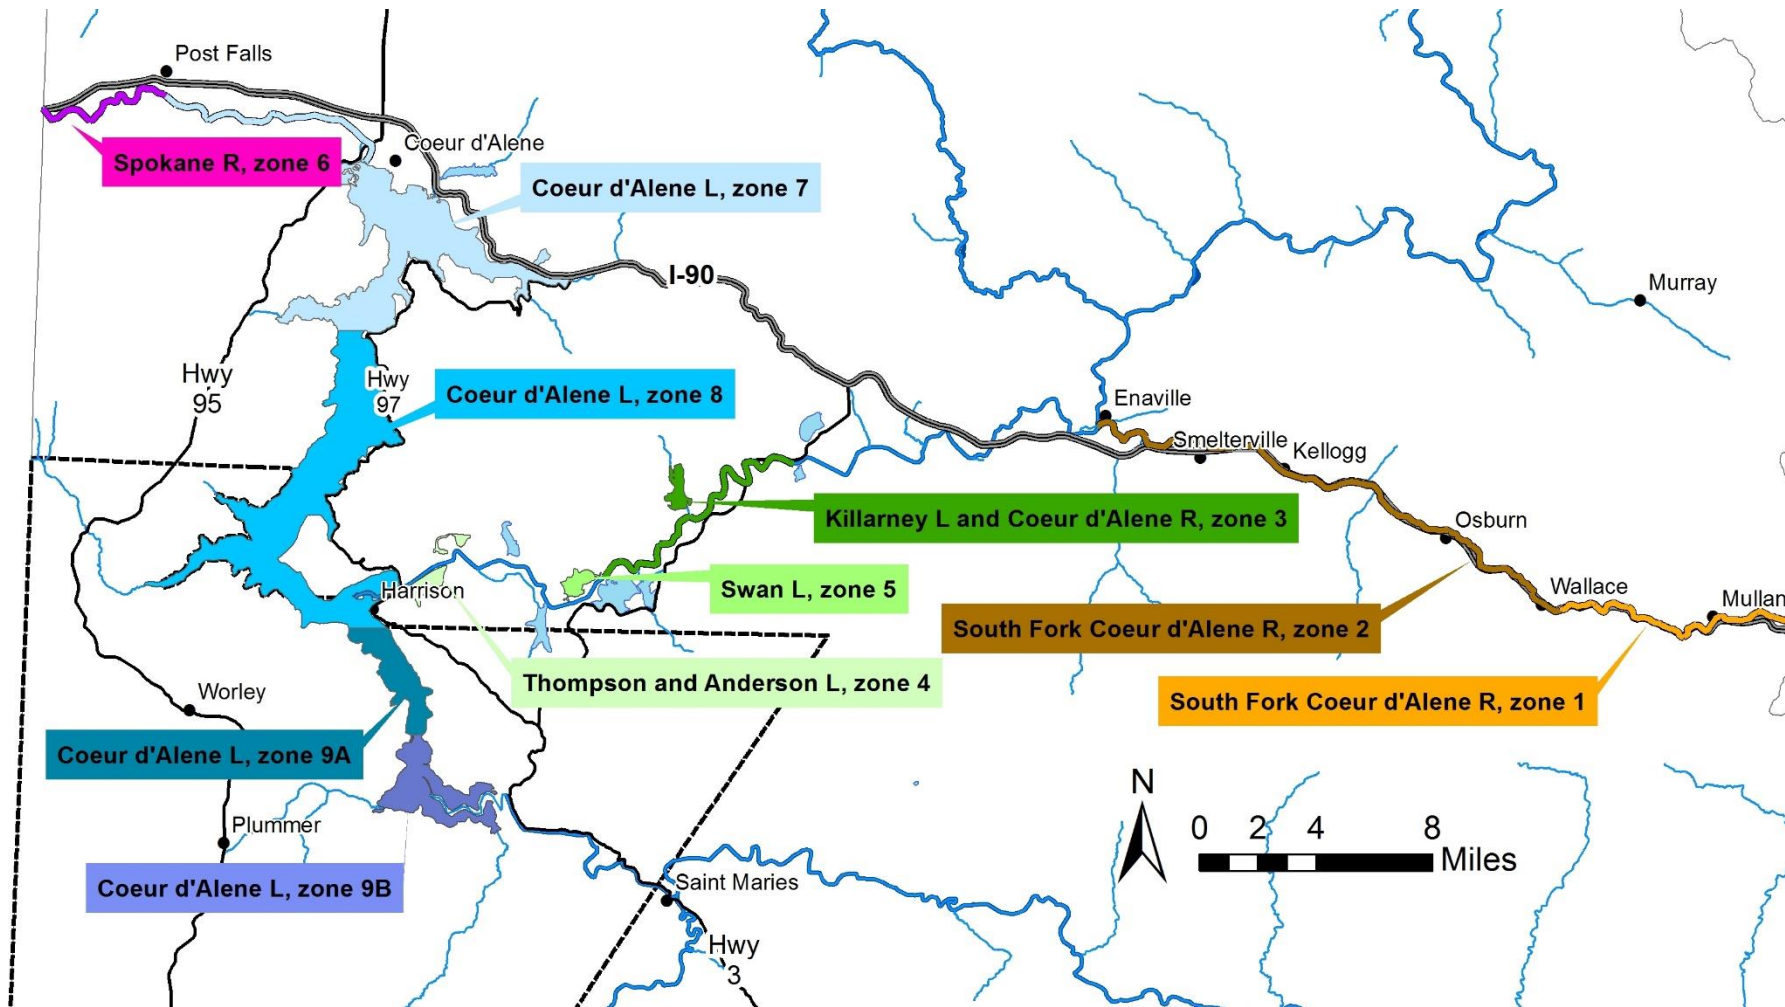 Post Falls
Coeur d'Alene
Spokane R, zone 6
Coeur d'Alene L, zone 7
I-90
Murray
Hwy
95
Hwy
97
Coeur d'Alene L, zone 8
Enaville
Smelterville
Kellogg
Killarney L and Coeur d'Alene R, zone 3
Osburn
Swan L, zone 5
Harrison
Wallace
Mullan
South Fork Coeur d'Alene R, zone 2
Thompson and Anderson L, zone 4
Worley
South Fork Coeur d'Alene R, zone 1
Coeur d'Alene L, zone 9A
N
Plummer
0 2 4 8
Miles
Coeur d'Alene L, zone 9B
Saint Maries
Hwy
3